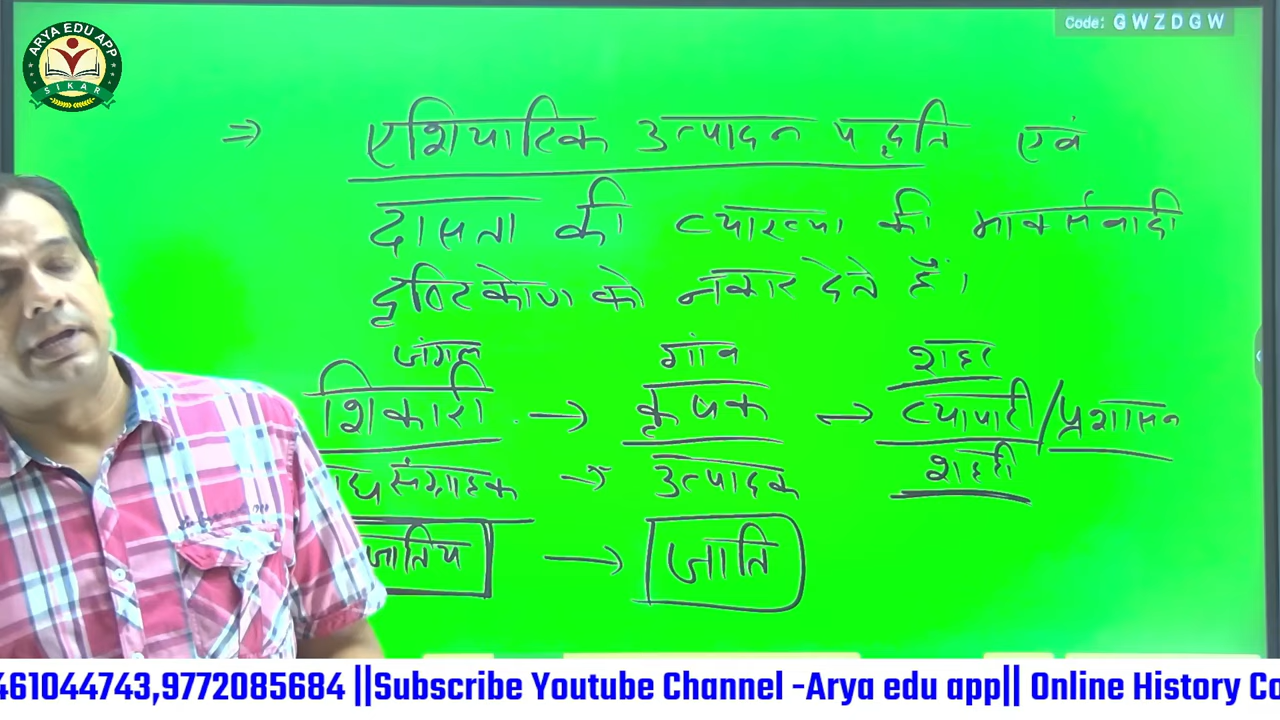 ARYA EDU APP
SIKAR
Code: GWZDGW
⇒ एशियाटिक उत्पादन पद्धति एवं
दासता की व्याख्या की मार्क्सवादी
दृष्टिकोण को नकार देते हैं।
जंगल गांव शहर
शिकारी → कृषक ↔ व्यापारी/प्रशासन
शहरी
संग्राहक → उत्पादक
जातिय → जाति
461044743,9772085684 ||Subscribe Youtube Channel -Arya edu app|| Online History Co